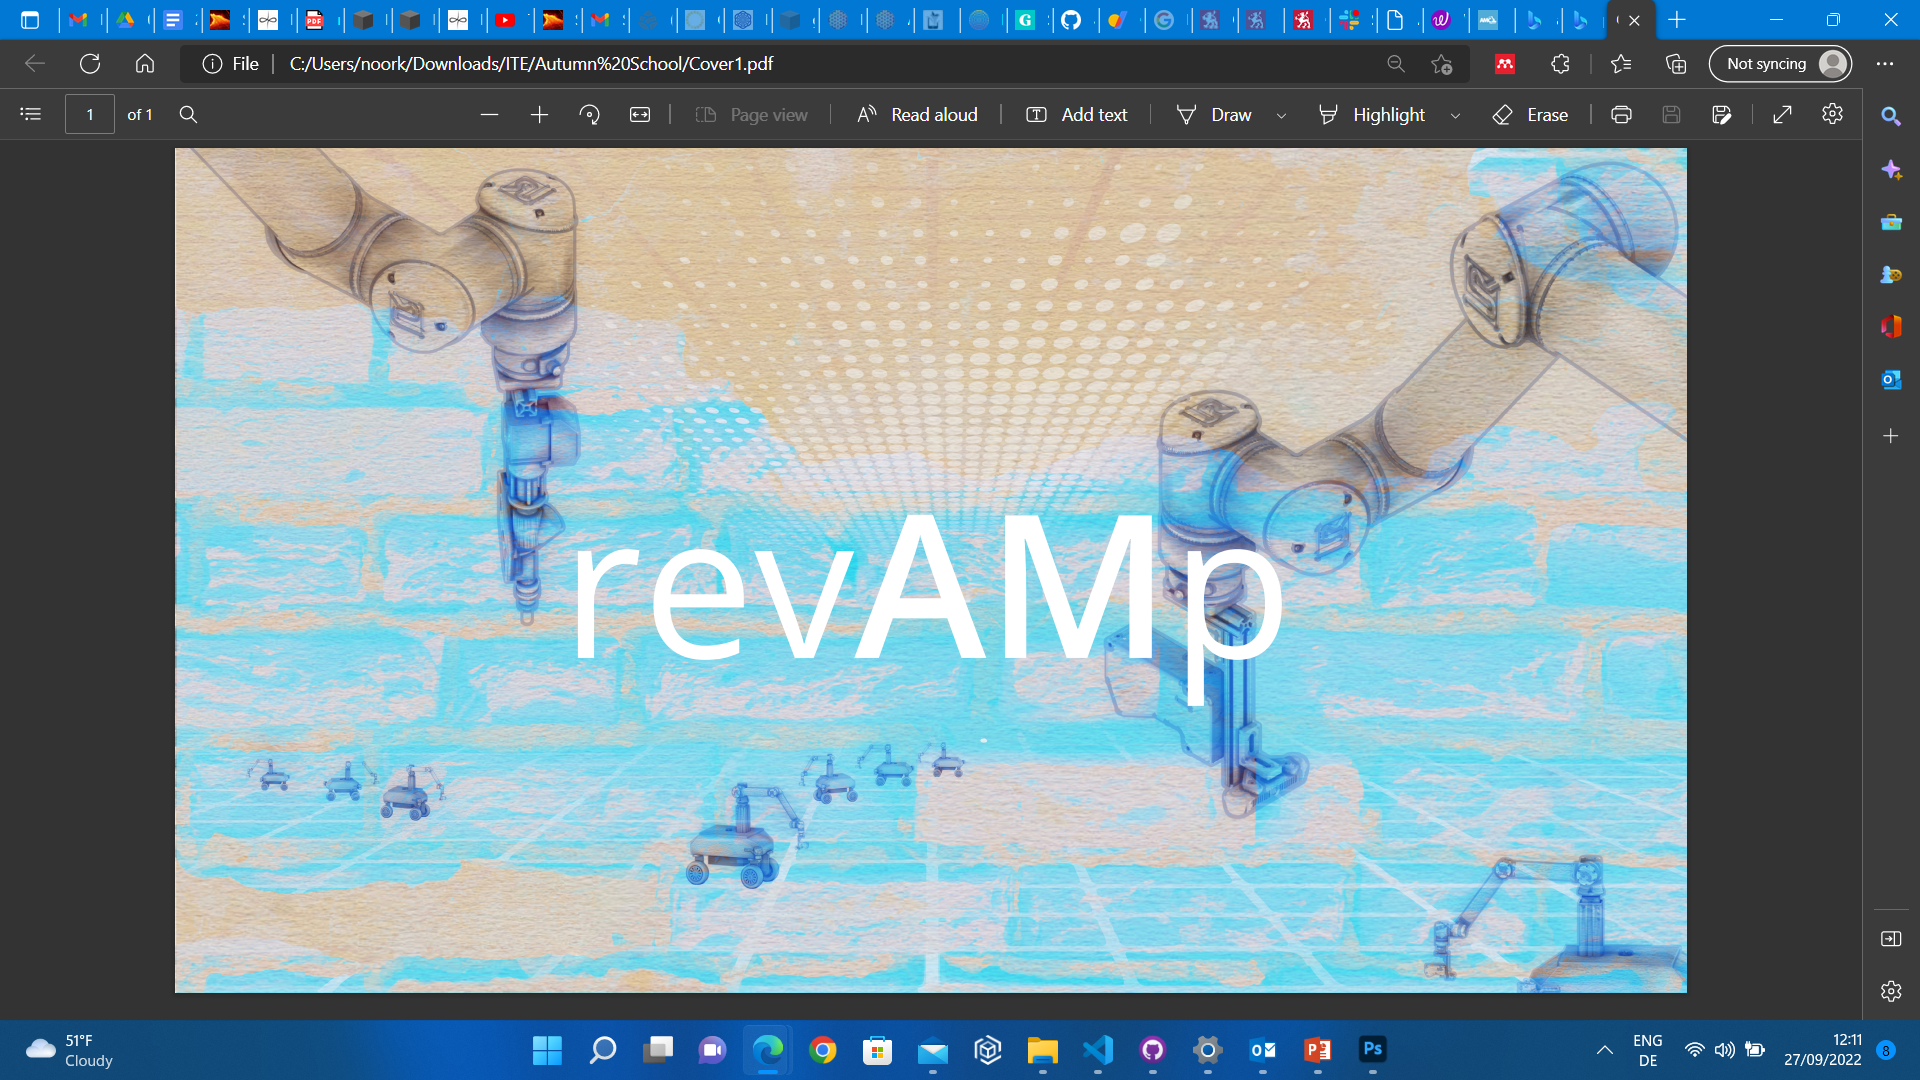 File
C:/Users/noork/Downloads/ITE/Autumn%20School/Cover1.pdf
Not syncing
1 of 1
Page view
Read aloud
Add text
Draw
Highlight
Erase
revAMp
51°F
Cloudy
ENG
DE
12:11
27/09/2022
8